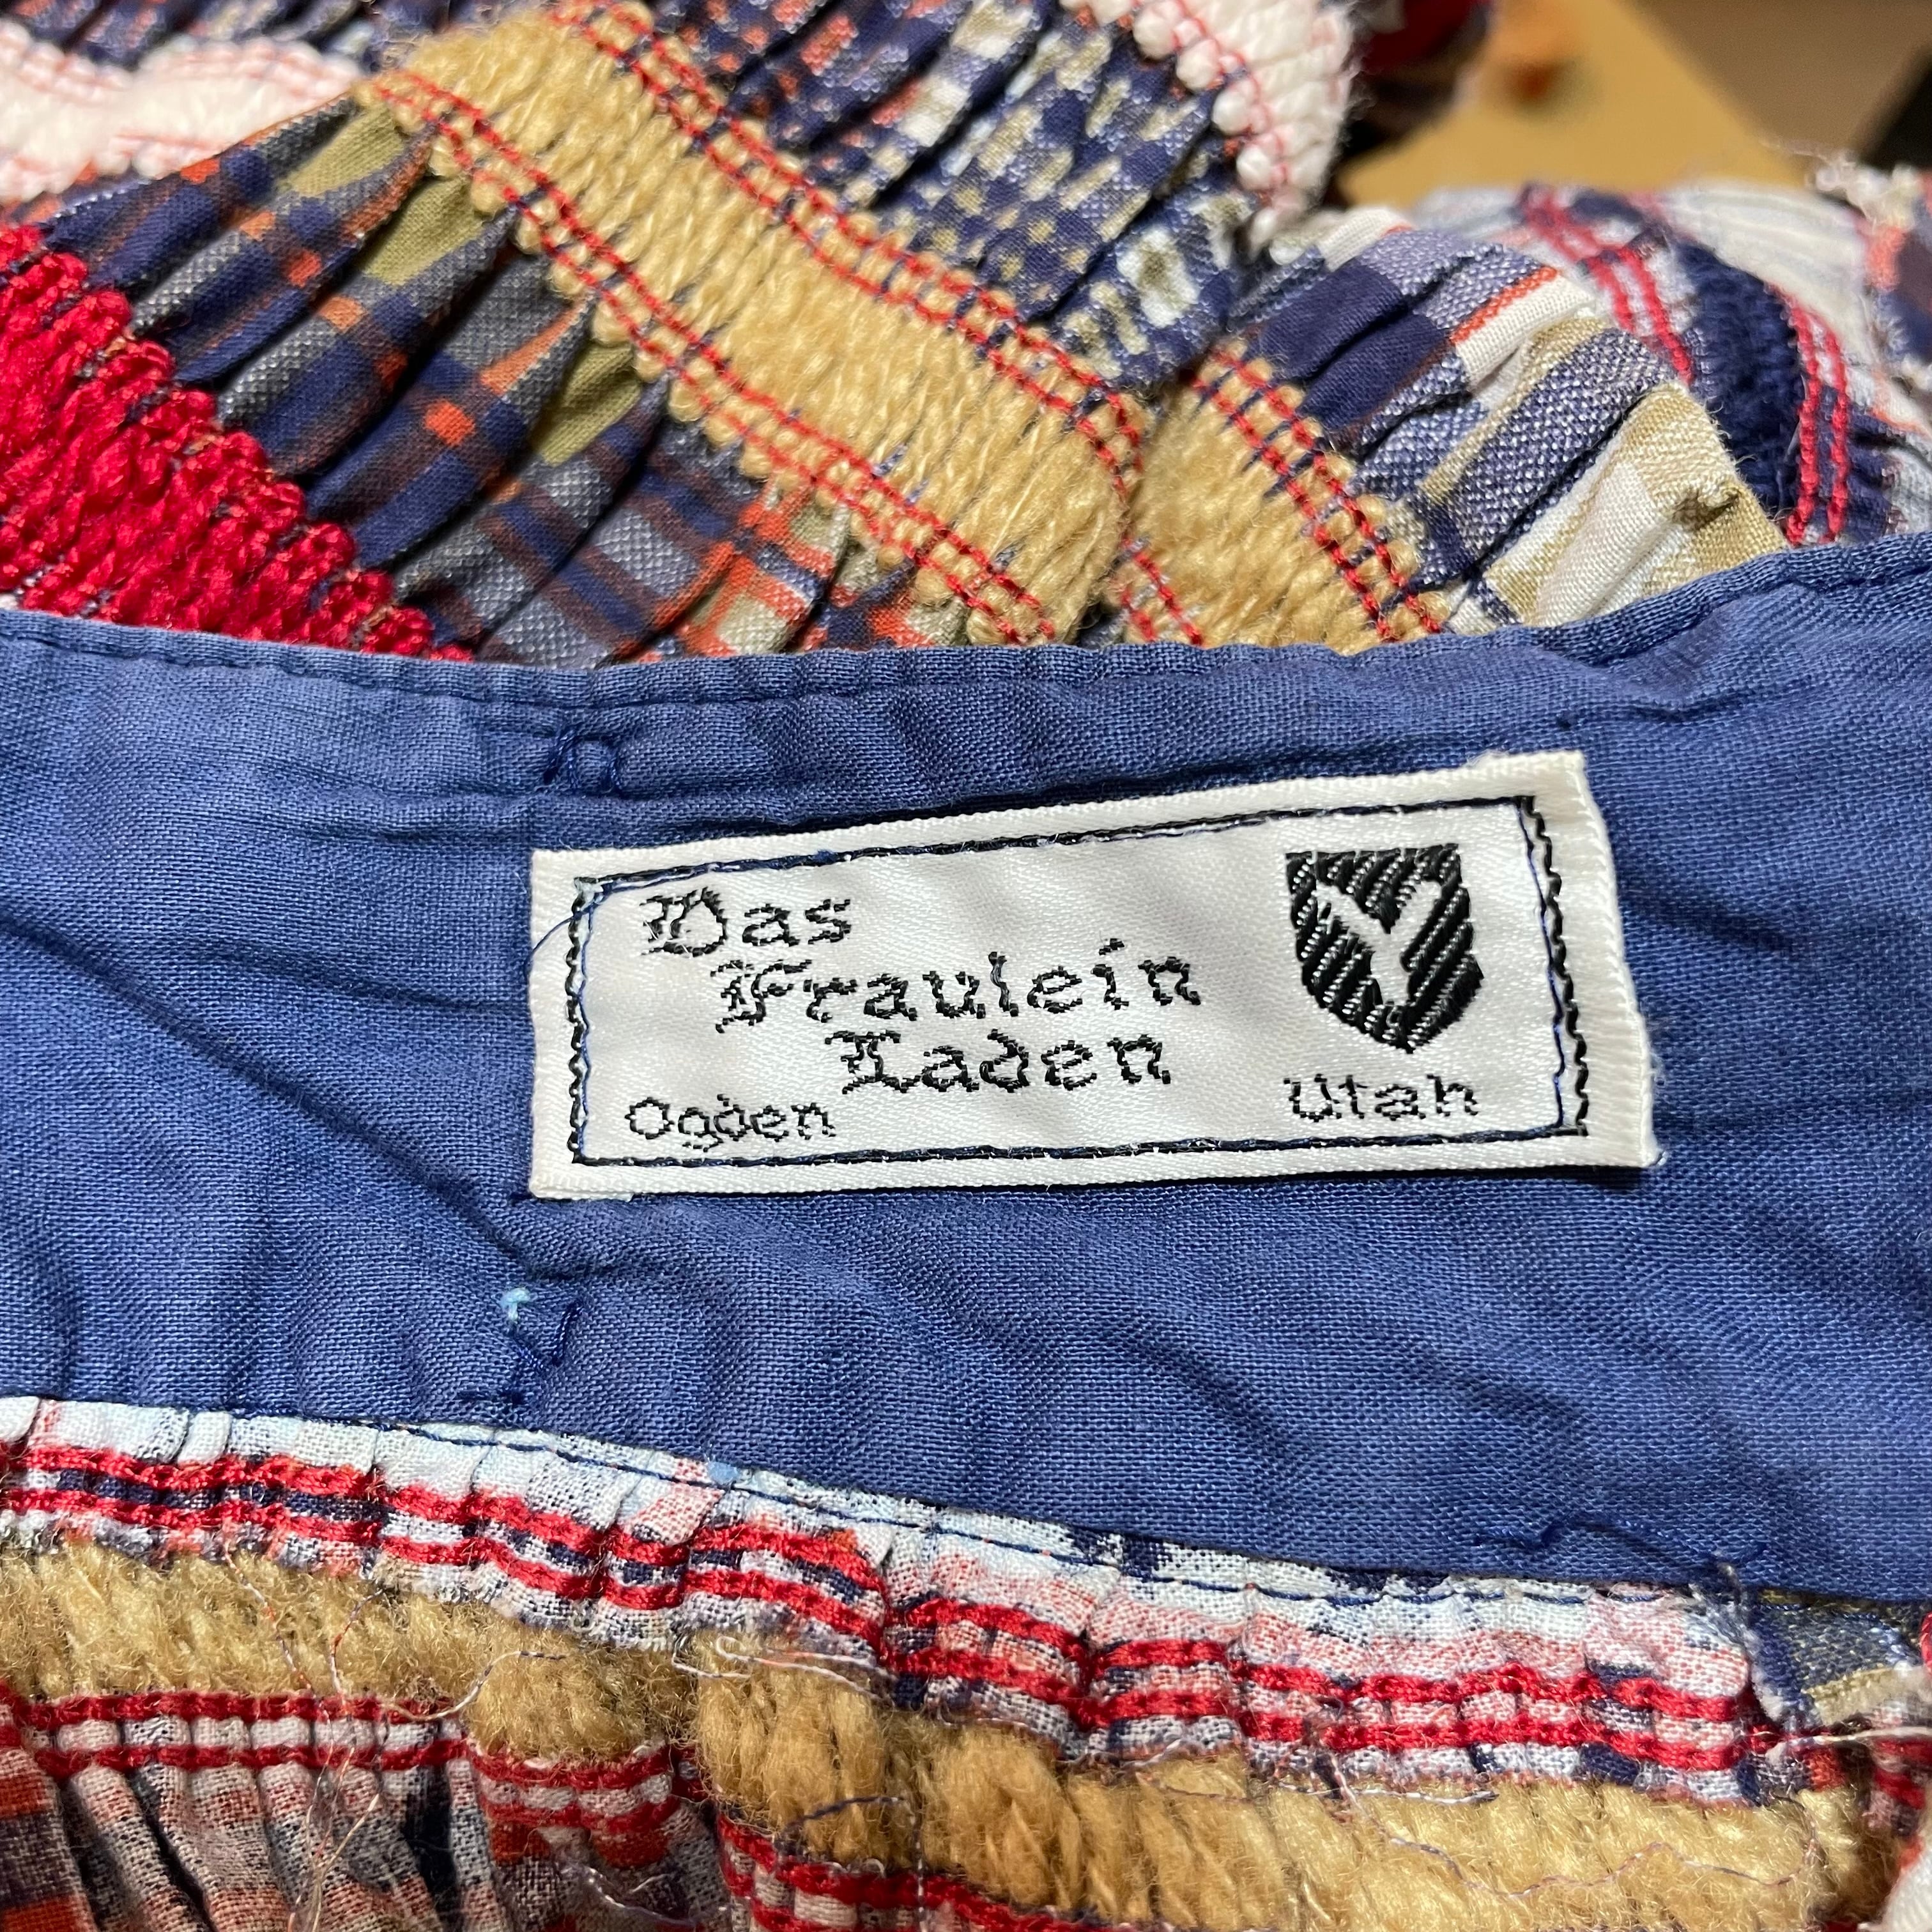 Das
Fraulein
Laden
Ogden Utah